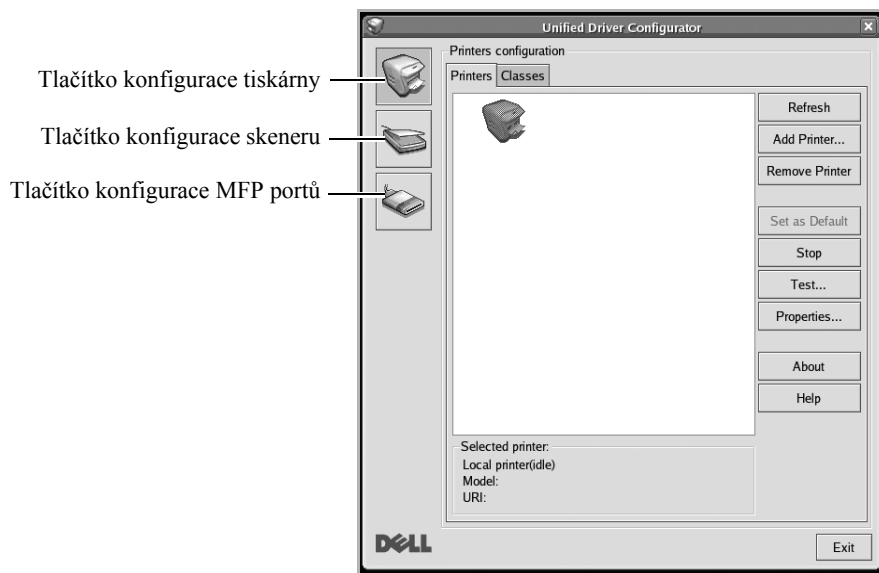 Unified Driver Configurator
Tlačítko konfigurace tiskárny
Tlačítko konfigurace skeneru
Tlačítko konfigurace MFP portů
Printers configuration
Printers
Classes
Refresh
Add Printer...
Remove Printer
Set as Default
Stop
Test...
Properties...
About
Help
Selected printer:
Local printer(idle)
Model:
URI:
DELL
Exit